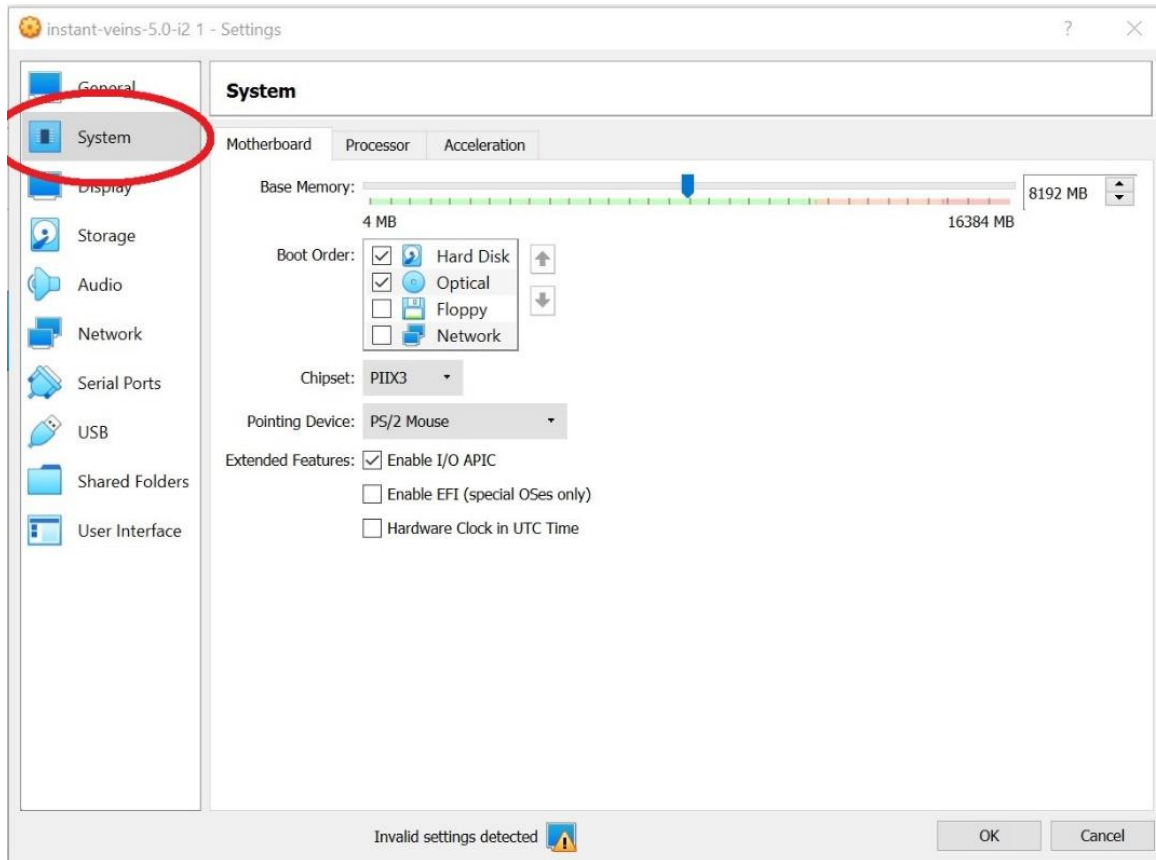 instant-veins-5.0-i2 1 - Settings
?
General
System
Display
Storage
Audio
Network
Serial Ports
USB
Shared Folders
User Interface
System
Motherboard Processor Acceleration
Base Memory: 8192 MB
4 MB 16384 MB
Boot Order: Hard Disk
Optical
Floppy
Network
Chipset: PIIX3
Pointing Device: PS/2 Mouse
Extended Features: Enable I/O APIC
Enable EFI (special OSes only)
Hardware Clock in UTC Time
Invalid settings detected OK Cancel